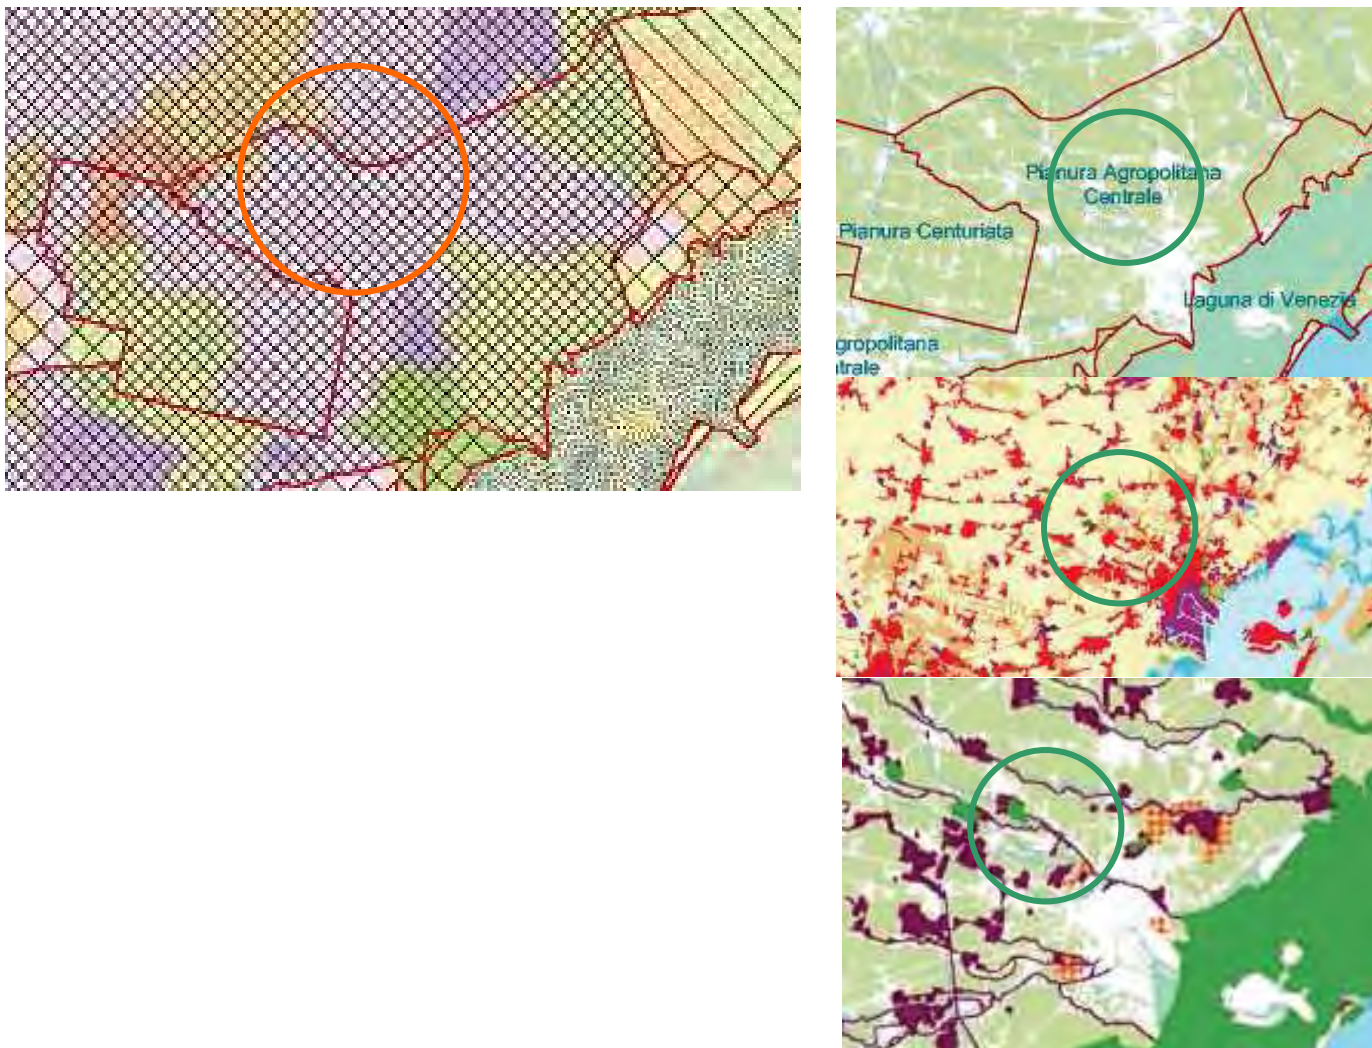 Pianura Agropolitana
Centrale
Pianura Centuriata
Laguna di Venezia
gropolitana
trale